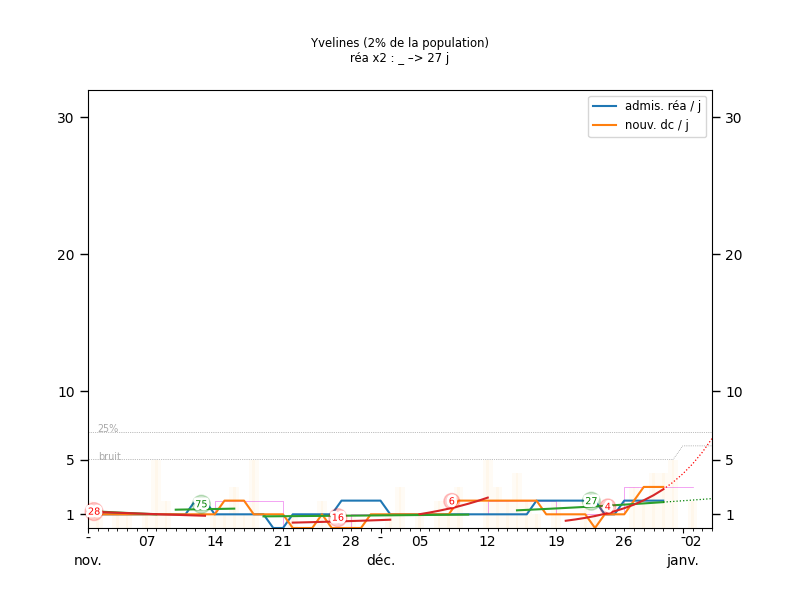 Yvelines (2% de la population)
réa x2 : _ –> 27 j
admis. réa / j
nouv. dc / j
30 30
20 20
10 10
25%
5 bruit 5
1 1
28 75 16 6 27 4
- 07 14 21 28 - 05 12 19 26 02
nov. déc. janv.